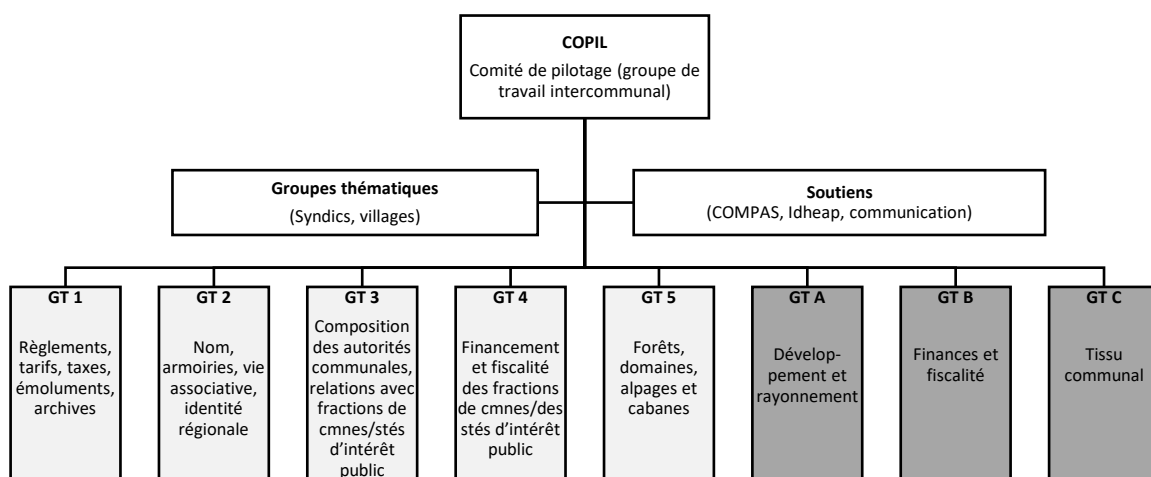 COPIL
Comité de pilotage (groupe de
travail intercommunal)
Groupes thématiques
(Syndics, villages)
Soutiens
(COMPAS, Idheap, communication)
GT 1
Règlements,
tarifs, taxes,
émoluments,
archives
GT 2
Nom,
armoiries, vie
associative,
identité
régionale
GT 3
Composition
des autorités
communales,
relations avec
fractions de
cmnes/stés
d’intérêt
public
GT 4
Financement
et fiscalité
des fractions
de cmnes/des
stés d’intérêt
public
GT 5
Forêts,
domaines,
alpages et
cabanes
GT A
Dévelop-
pement et
rayonnement
GT B
Finances et
fiscalité
GT C
Tissu
communal